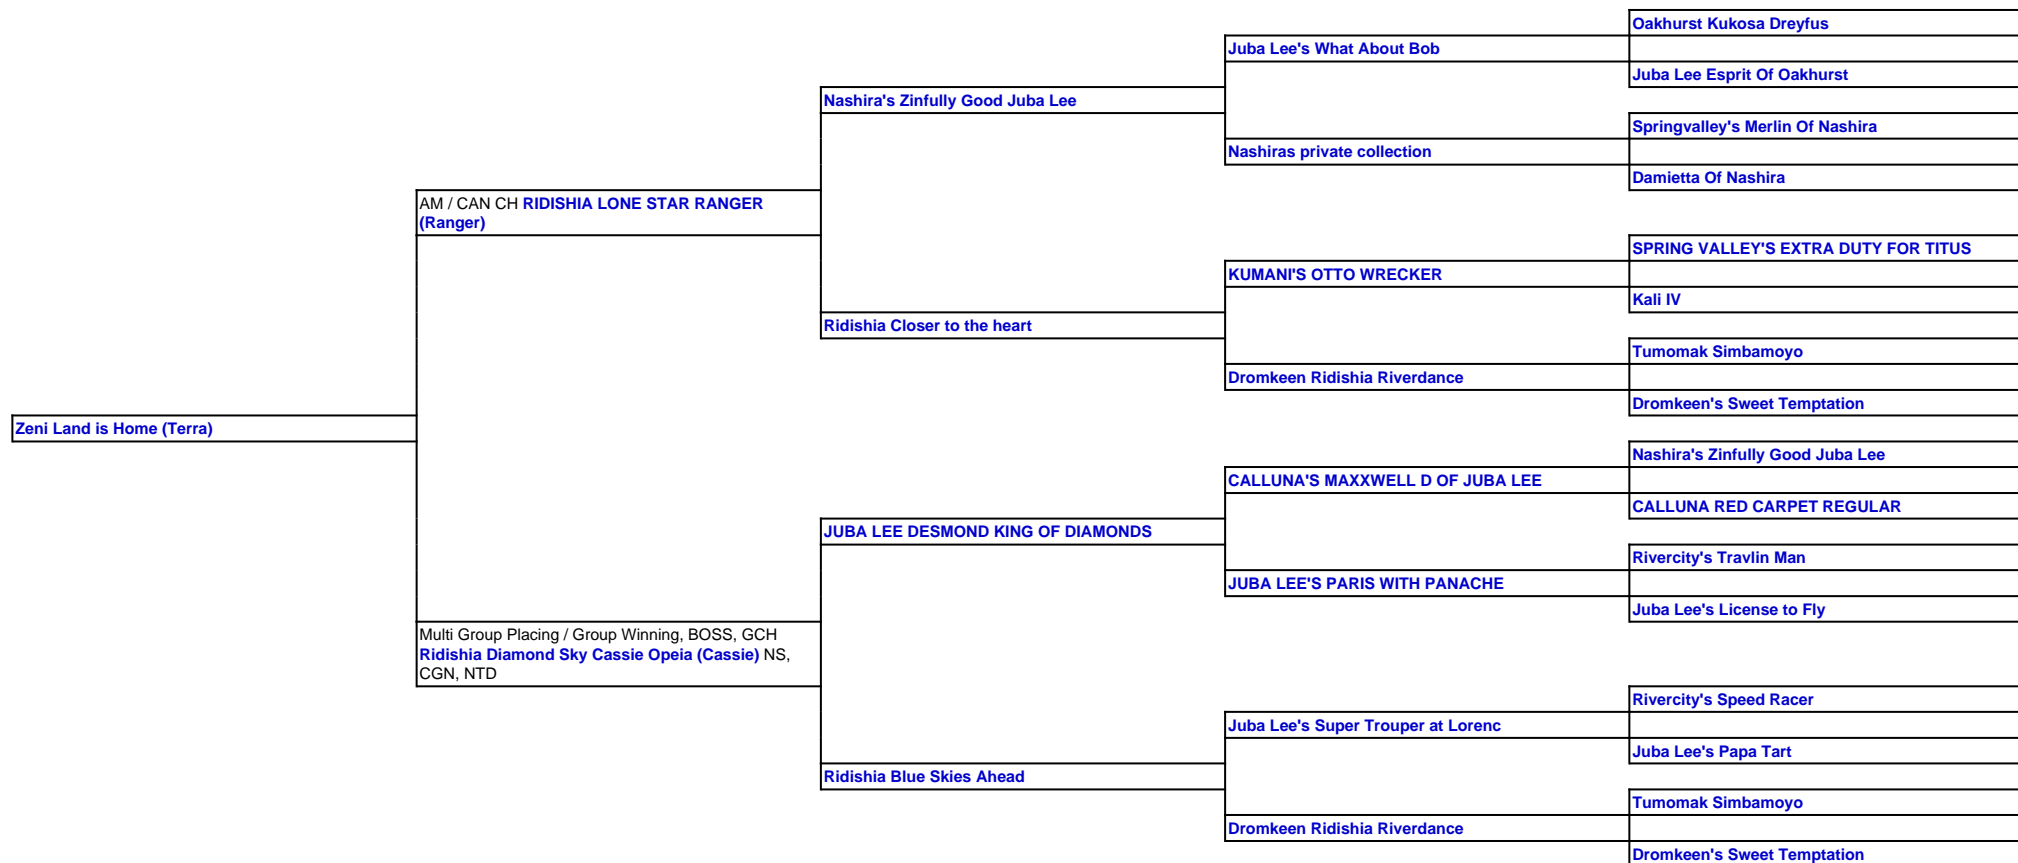 Oakhurst Kukosa Dreyfus
Juba Lee's What About Bob
Juba Lee Esprit Of Oakhurst
Nashira's Zinfully Good Juba Lee
Springvalley's Merlin Of Nashira
Nashiras private collection
Damietta Of Nashira
AM / CAN CH RIDISHIA LONE STAR RANGER
(Ranger)
SPRING VALLEY'S EXTRA DUTY FOR TITUS
KUMANI'S OTTO WRECKER
Kali IV
Ridishia Closer to the heart
Tumomak Simbamoyo
Dromkeen Ridishia Riverdance
Dromkeen's Sweet Temptation
Zeni Land is Home (Terra)
Nashira's Zinfully Good Juba Lee
CALLUNA'S MAXXWELL D OF JUBA LEE
CALLUNA RED CARPET REGULAR
JUBA LEE DESMOND KING OF DIAMONDS
Rivercity's Travlin Man
JUBA LEE'S PARIS WITH PANACHE
Juba Lee's License to Fly
Multi Group Placing / Group Winning, BOSS, GCH
Ridishia Diamond Sky Cassie Opeia (Cassie) NS,
CGN, NTD
Rivercity's Speed Racer
Juba Lee's Super Trouper at Lorenc
Juba Lee's Papa Tart
Ridishia Blue Skies Ahead
Tumomak Simbamoyo
Dromkeen Ridishia Riverdance
Dromkeen's Sweet Temptation